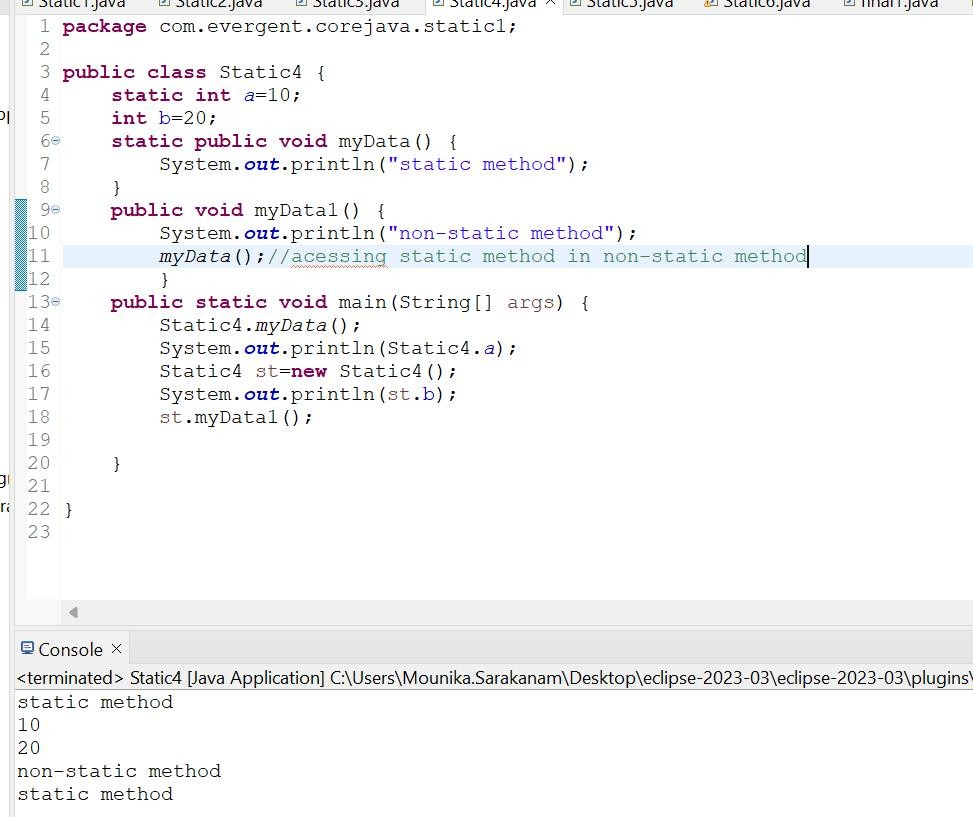 Static1.java Static2.java Static3.java Static4.java Static5.java Static6.java final1.java
1 package com.evergent.corejava.static1;
2
3 public class Static4 {
4 static int a=10;
5 int b=20;
6 static public void myData() {
7 System.out.println("static method");
8 }
9 public void myData1() {
10 System.out.println("non-static method");
11 myData();//acessing static method in non-static method
12 }
13 public static void main(String[] args) {
14 Static4.myData();
15 System.out.println(Static4.a);
16 Static4 st=new Static4();
17 System.out.println(st.b);
18 st.myData1();
19
20 }
21
22 }
23
Console
<terminated> Static4 [Java Application] C:\Users\Mounika.Sarakanam\Desktop\eclipse-2023-03\eclipse-2023-03\plugins\
static method
10
20
non-static method
static method